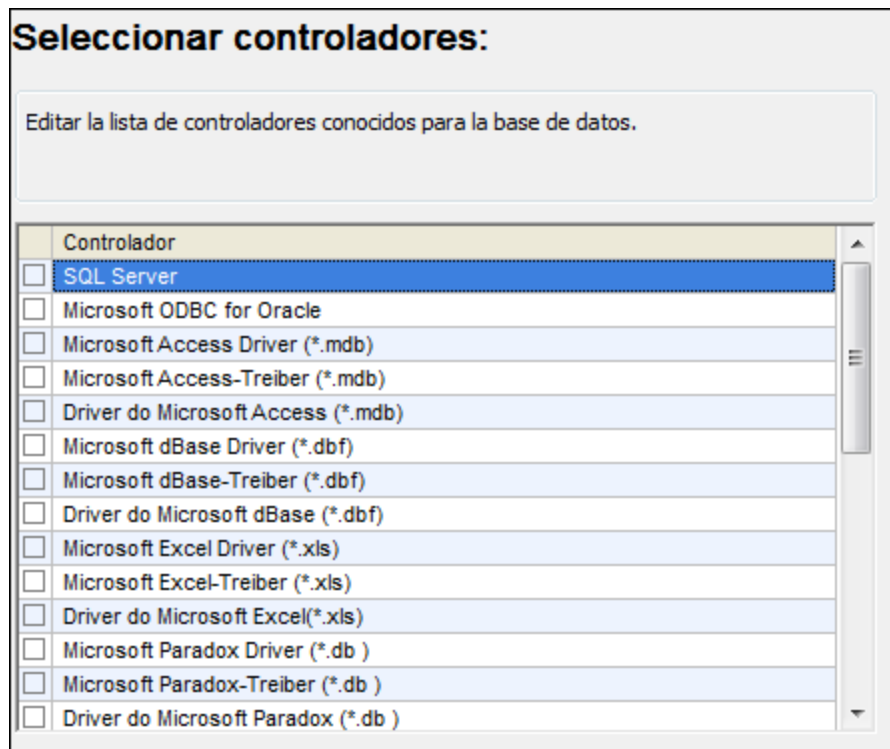 Seleccionar controladores:
Editar la lista de controladores conocidos para la base de datos.
Controlador
SQL Server
Microsoft ODBC for Oracle
Microsoft Access Driver (*.mdb)
Microsoft Access-Treiber (*.mdb)
Driver do Microsoft Access (*.mdb)
Microsoft dBase Driver (*.dbf)
Microsoft dBase-Treiber (*.dbf)
Driver do Microsoft dBase (*.dbf)
Microsoft Excel Driver (*.xls)
Microsoft Excel-Treiber (*.xls)
Driver do Microsoft Excel(*.xls)
Microsoft Paradox Driver (*.db )
Microsoft Paradox-Treiber (*.db )
Driver do Microsoft Paradox (*.db )